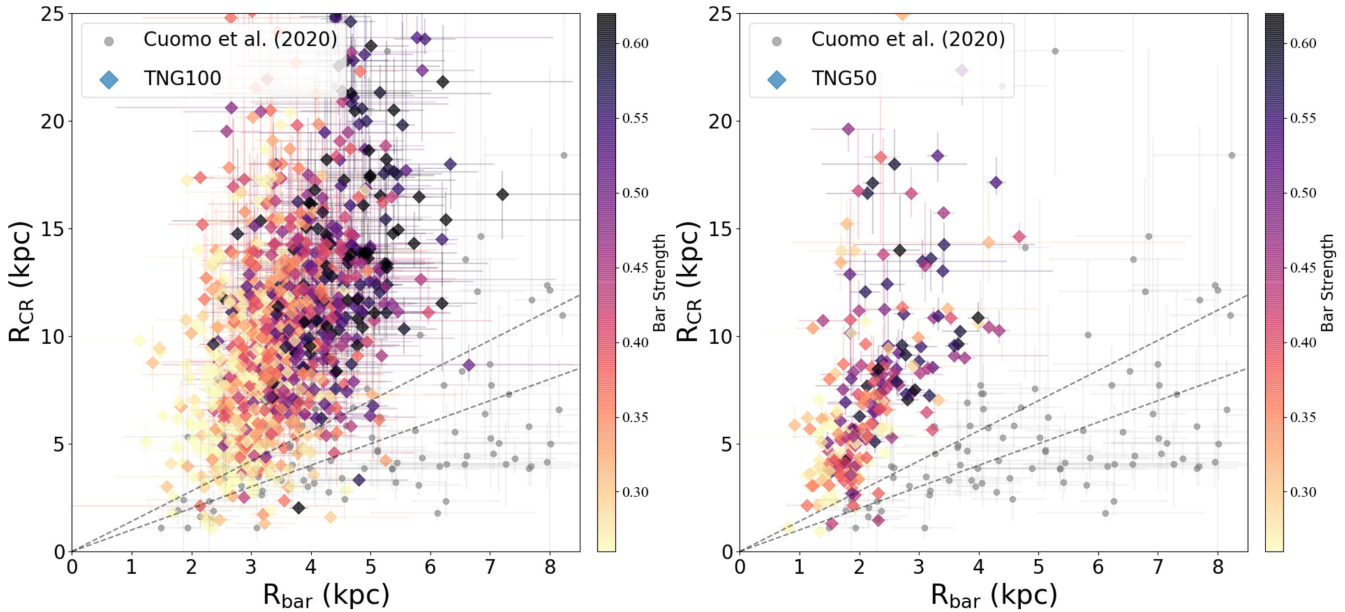 25
20
15
10
5
0
R_CR (kpc)
Cuomo et al. (2020)
TNG100
0 1 2 3 4 5 6 7 8
R_bar (kpc)
0.60
0.55
0.50
0.45
0.40
0.35
0.30
Bar Strength
25
20
15
10
5
0
R_CR (kpc)
Cuomo et al. (2020)
TNG50
0 1 2 3 4 5 6 7 8
R_bar (kpc)
0.60
0.55
0.50
0.45
0.40
0.35
0.30
Bar Strength